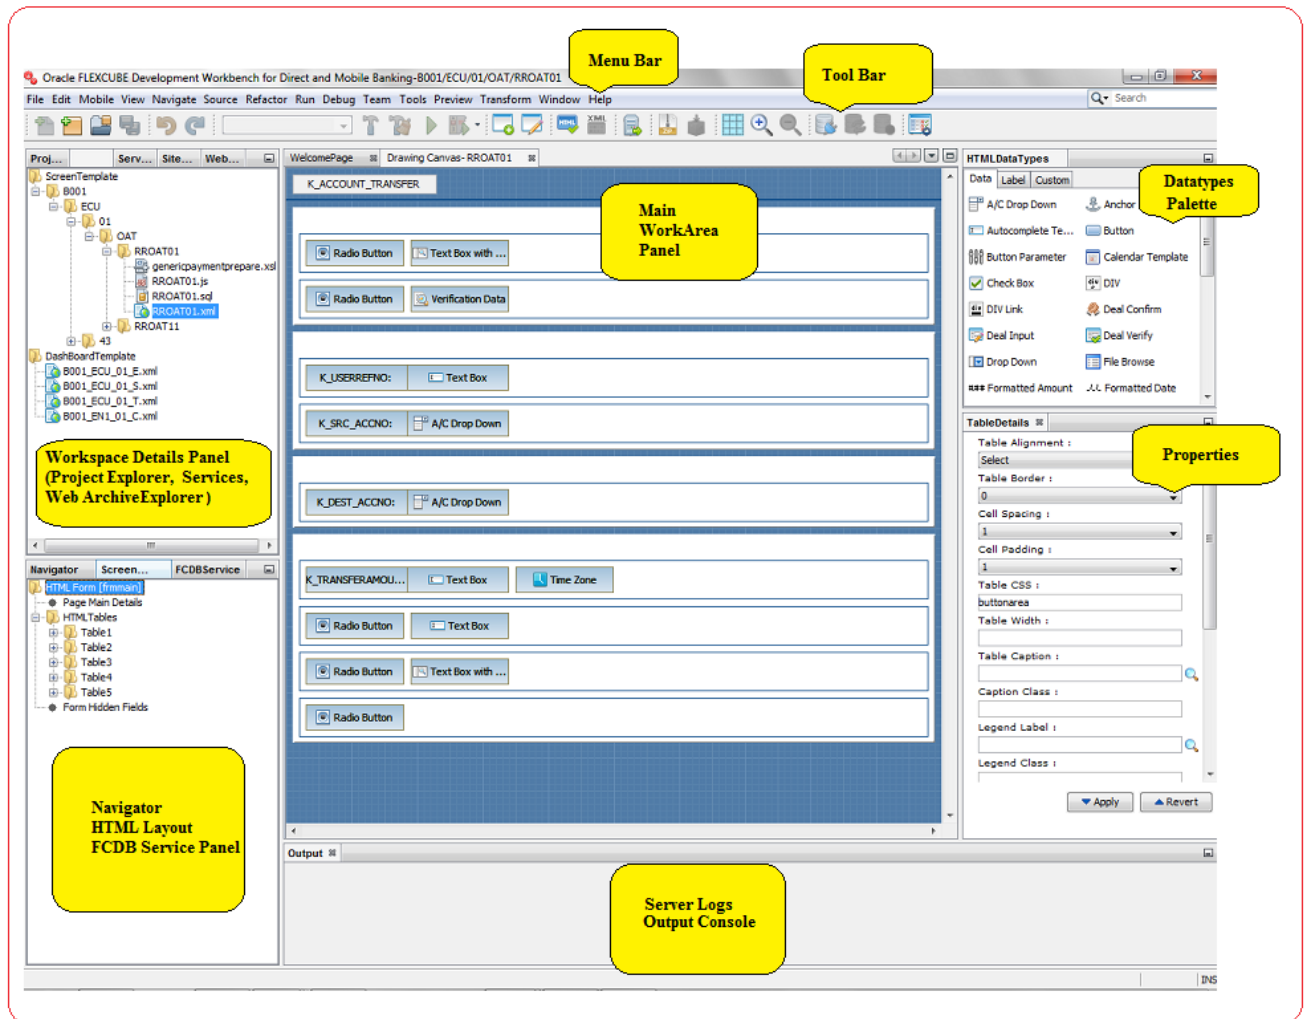 Menu Bar
Tool Bar
Oracle FLEXCUBE Development Workbench for Direct and Mobile Banking-B001/ECU/01/OAT/RROAT01
File Edit Mobile View Navigate Source Refactor Run Debug Team Tools Preview Transform Window Help
Search
Proj...
Serv...
Site...
Web...
ScreenTemplate
B001
ECU
01
OAT
RROAT01
genericpaymentprepare.xsl
RROAT01.js
RROAT01.sql
RROAT01.xml
RROAT11
43
DashBoardTemplate
B001_ECU_01_E.xml
B001_ECU_01_S.xml
B001_ECU_01_T.xml
B001_EN1_01_C.xml
Workspace Details Panel
(Project Explorer, Services,
Web ArchiveExplorer )
Navigator
Screen...
FCDBService
HTML Form [frmmain]
Page Main Details
HTMLTables
Table1
Table2
Table3
Table4
Table5
Form Hidden Fields
Navigator
HTML Layout
FCDB Service Panel
WelcomePage
Drawing Canvas- RROAT01
K_ACCOUNT_TRANSFER
Main
WorkArea
Panel
Radio Button Text Box with ...
Radio Button Verification Data
K_USERREFNO: Text Box
K_SRC_ACCNO: A/C Drop Down
K_DEST_ACCNO: A/C Drop Down
K_TRANSFERAMOU... Text Box Time Zone
Radio Button Text Box
Radio Button Text Box with ...
Radio Button
Output
Server Logs
Output Console
HTMLDataTypes
Data Label Custom
Datatypes
Palette
A/C Drop Down Anchor
Autocomplete Te... Button
Button Parameter Calendar Template
Check Box DIV
DIV Link Deal Confirm
Deal Input Deal Verify
Drop Down File Browse
Formatted Amount Formatted Date
TableDetails
Properties
Table Alignment :
Select
Table Border :
0
Cell Spacing :
1
Cell Padding :
1
Table CSS :
buttonarea
Table Width :
Table Caption :
Caption Class :
Legend Label :
Legend Class :
Apply Revert
INS